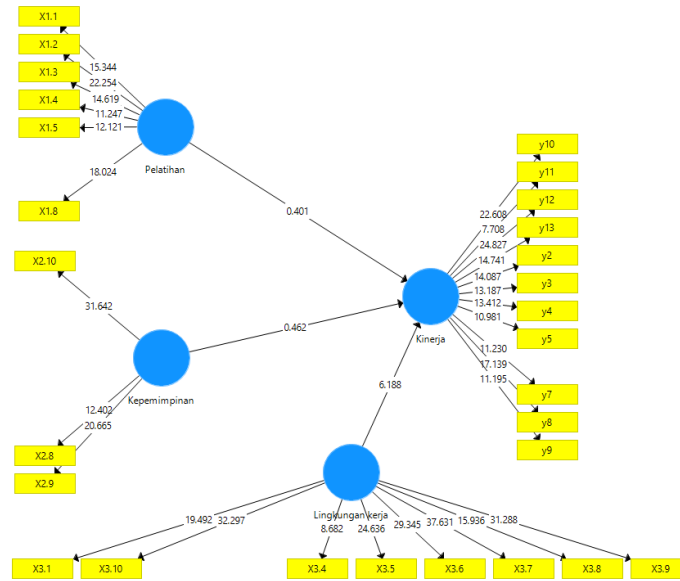 X1.1
X1.2
X1.3
X1.4
X1.5
X1.8
15.344
22.254
14.619
11.247
12.121
18.024
Pelatihan
0.401
X2.10
31.642
0.462
Kepemimpinan
12.402
20.665
X2.8
X2.9
y10
y11
y12
y13
y2
y3
y4
y5
y7
y8
y9
22.608
7.708
24.827
14.741
14.087
13.187
13.412
10.981
11.230
17.139
11.195
Kinerja
6.188
Lingkungan kerja
19.492
32.297
8.682
24.636
29.345
37.631
15.936
31.288
X3.1
X3.10
X3.4
X3.5
X3.6
X3.7
X3.8
X3.9